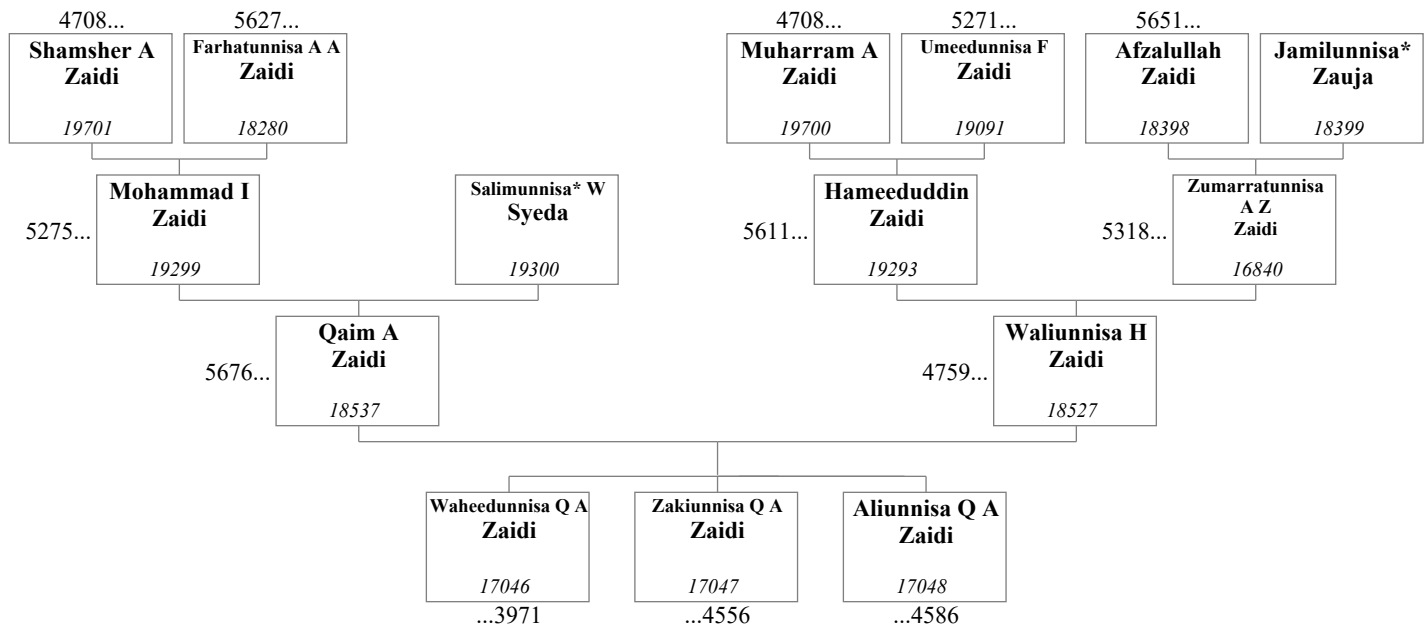 4708...
5627...
4708...
5271...
5651...
Shamsher A
Zaidi
19701
Farhatunnisa A A
Zaidi
18280
Muharram A
Zaidi
19700
Umeedunnisa F
Zaidi
19091
Afzalullah
Zaidi
18398
Jamilunnisa*
Zauja
18399
5275...
Mohammad I
Zaidi
19299
Salimunnisa* W
Syeda
19300
5611...
Hameeduddin
Zaidi
19293
5318...
Zumarratunnisa
A Z
Zaidi
16840
5676...
Qaim A
Zaidi
18537
4759...
Waliunnisa H
Zaidi
18527
Waheedunnisa Q A
Zaidi
17046
...3971
Zakiunnisa Q A
Zaidi
17047
...4556
Aliunnisa Q A
Zaidi
17048
...4586